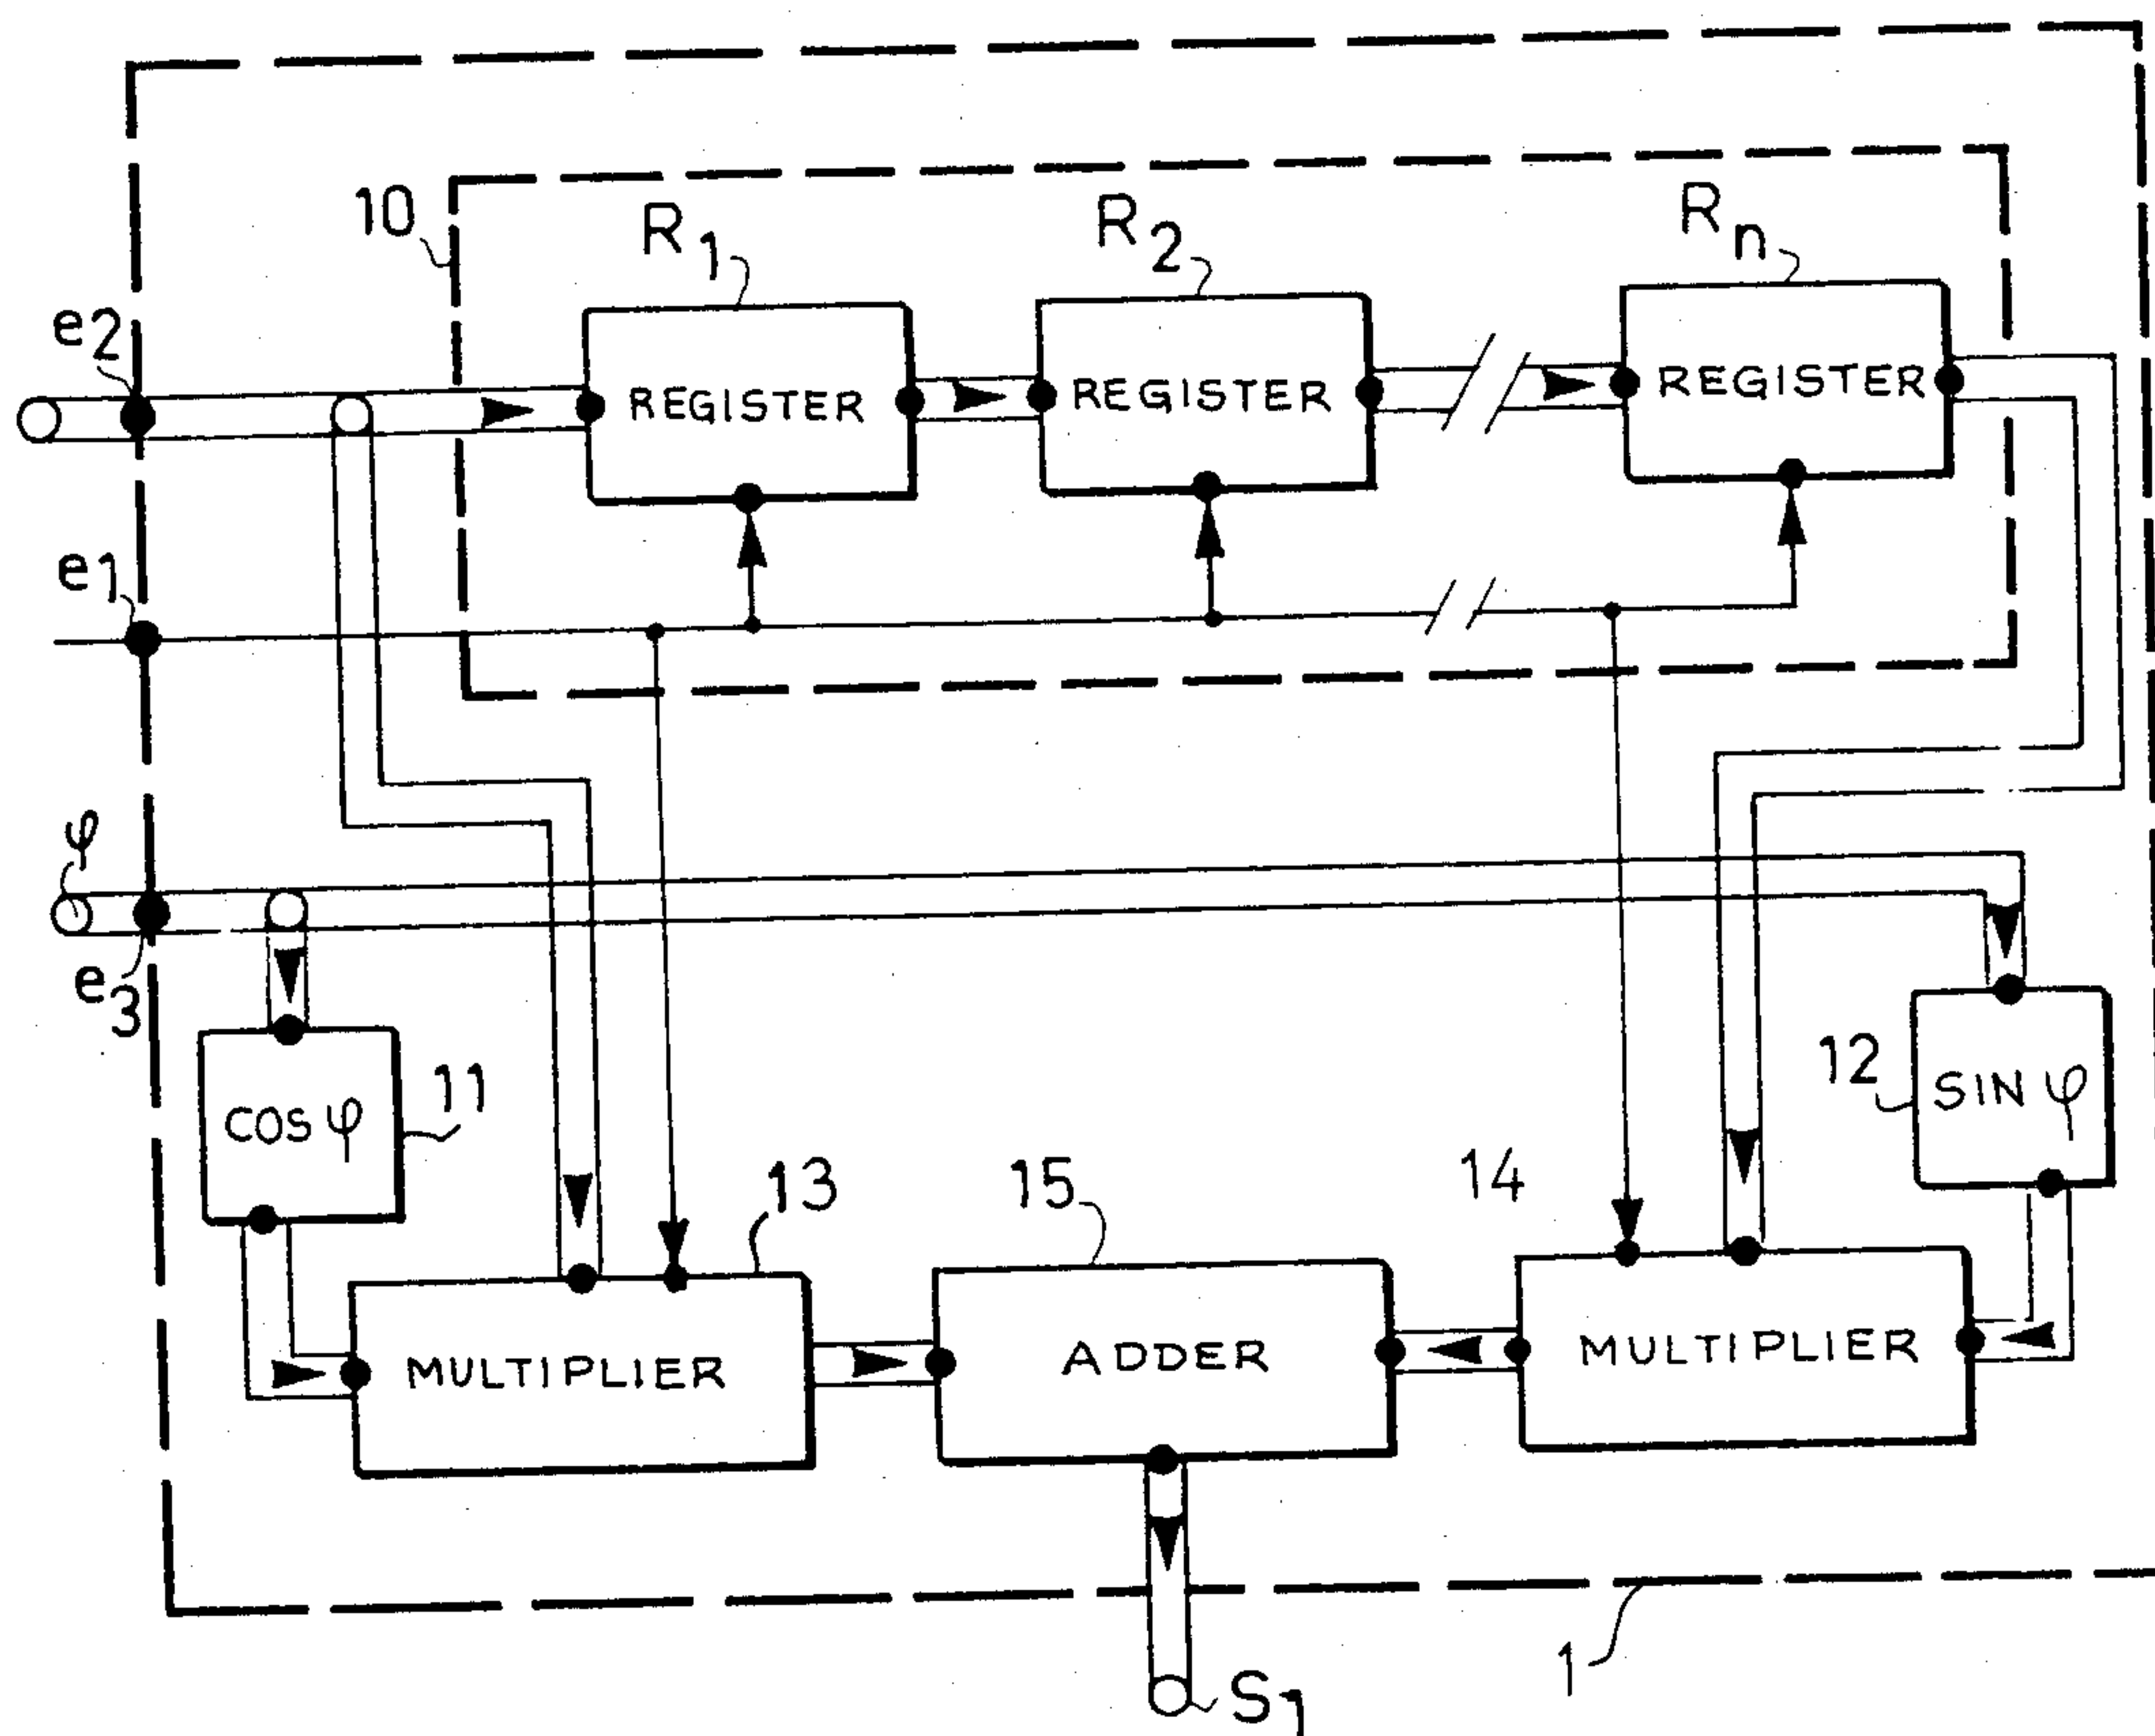 10
R1
R2
Rn
e2
REGISTER
REGISTER
REGISTER
e1
φ
e3
COS φ
11
12
SIN φ
13
15
14
MULTIPLIER
ADDER
MULTIPLIER
1
S1